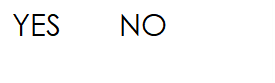 YES NO